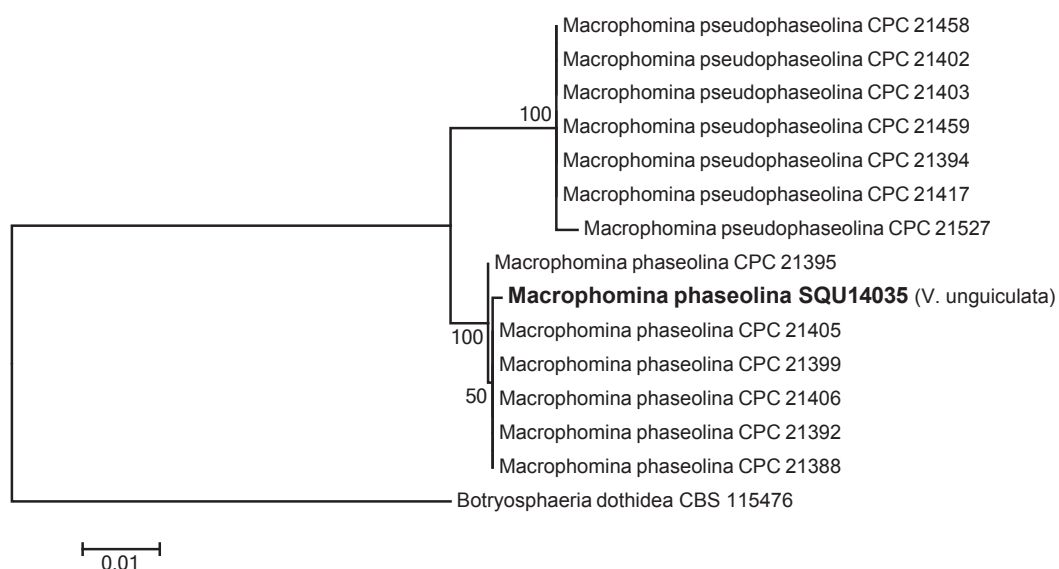 Macrophomina pseudophaseolina CPC 21458
Macrophomina pseudophaseolina CPC 21402
Macrophomina pseudophaseolina CPC 21403
100
Macrophomina pseudophaseolina CPC 21459
Macrophomina pseudophaseolina CPC 21394
Macrophomina pseudophaseolina CPC 21417
Macrophomina pseudophaseolina CPC 21527
Macrophomina phaseolina CPC 21395
Macrophomina phaseolina SQU14035 (V. unguiculata)
Macrophomina phaseolina CPC 21405
100
Macrophomina phaseolina CPC 21399
50
Macrophomina phaseolina CPC 21406
Macrophomina phaseolina CPC 21392
Macrophomina phaseolina CPC 21388
Botryosphaeria dothidea CBS 115476
0.01